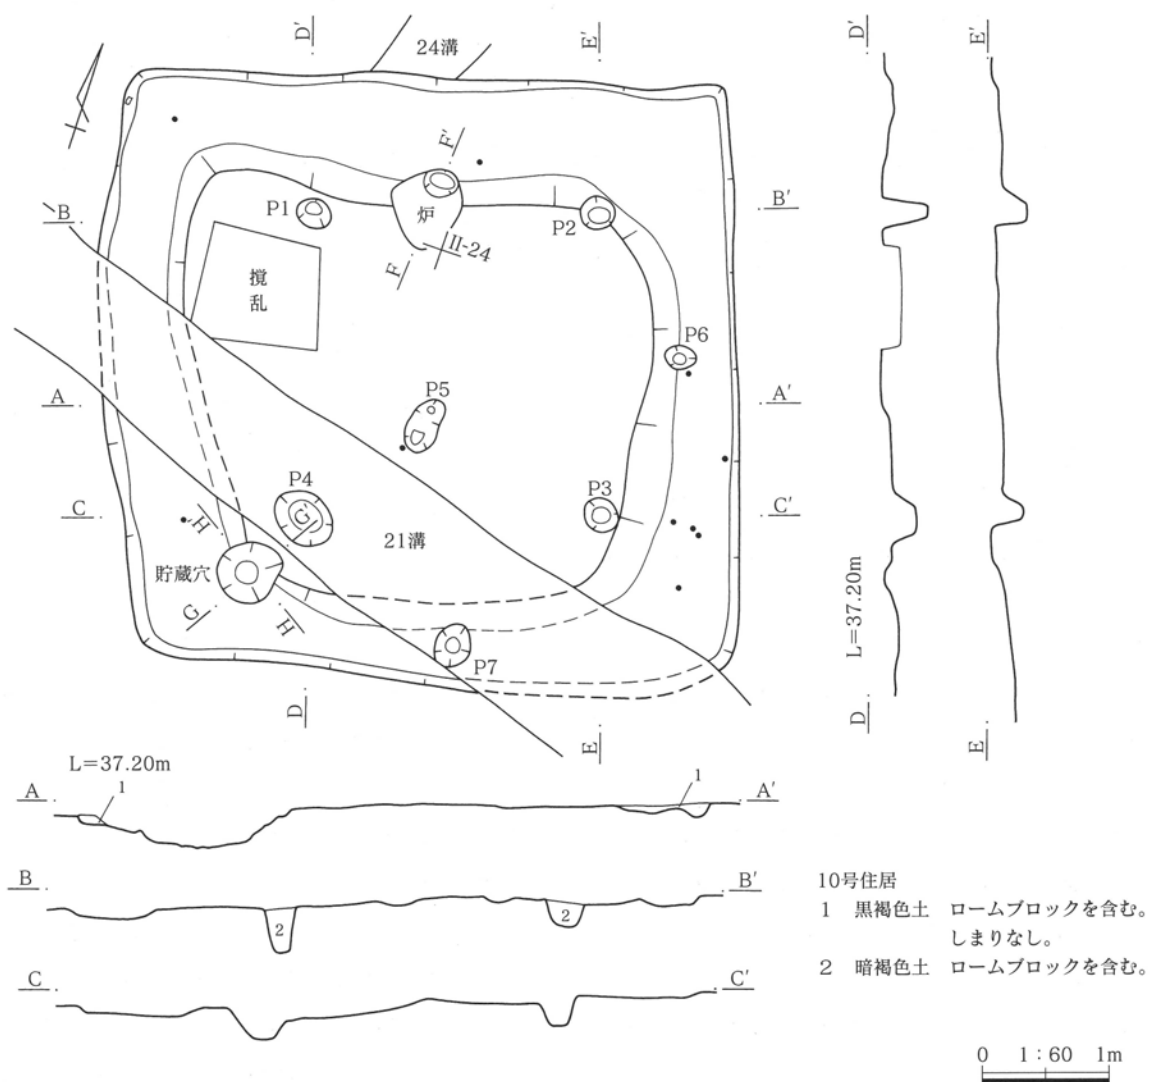 D′
E′
24溝
D′
E′
F′
B
P1
炉
P2
B′
II-24
F
撹乱
P6
A
P5
A′
P4
P3
C
C′
G′
H′
21溝
貯蔵穴
G
H
P7
L=37.20m
D
E
D
E
L=37.20m
A
1
1
A′
B
B′
2
2
C
C′
10号住居
1 黒褐色土 ロームブロックを含む。
しまりなし。
2 暗褐色土 ロームブロックを含む。
0 1:60 1m